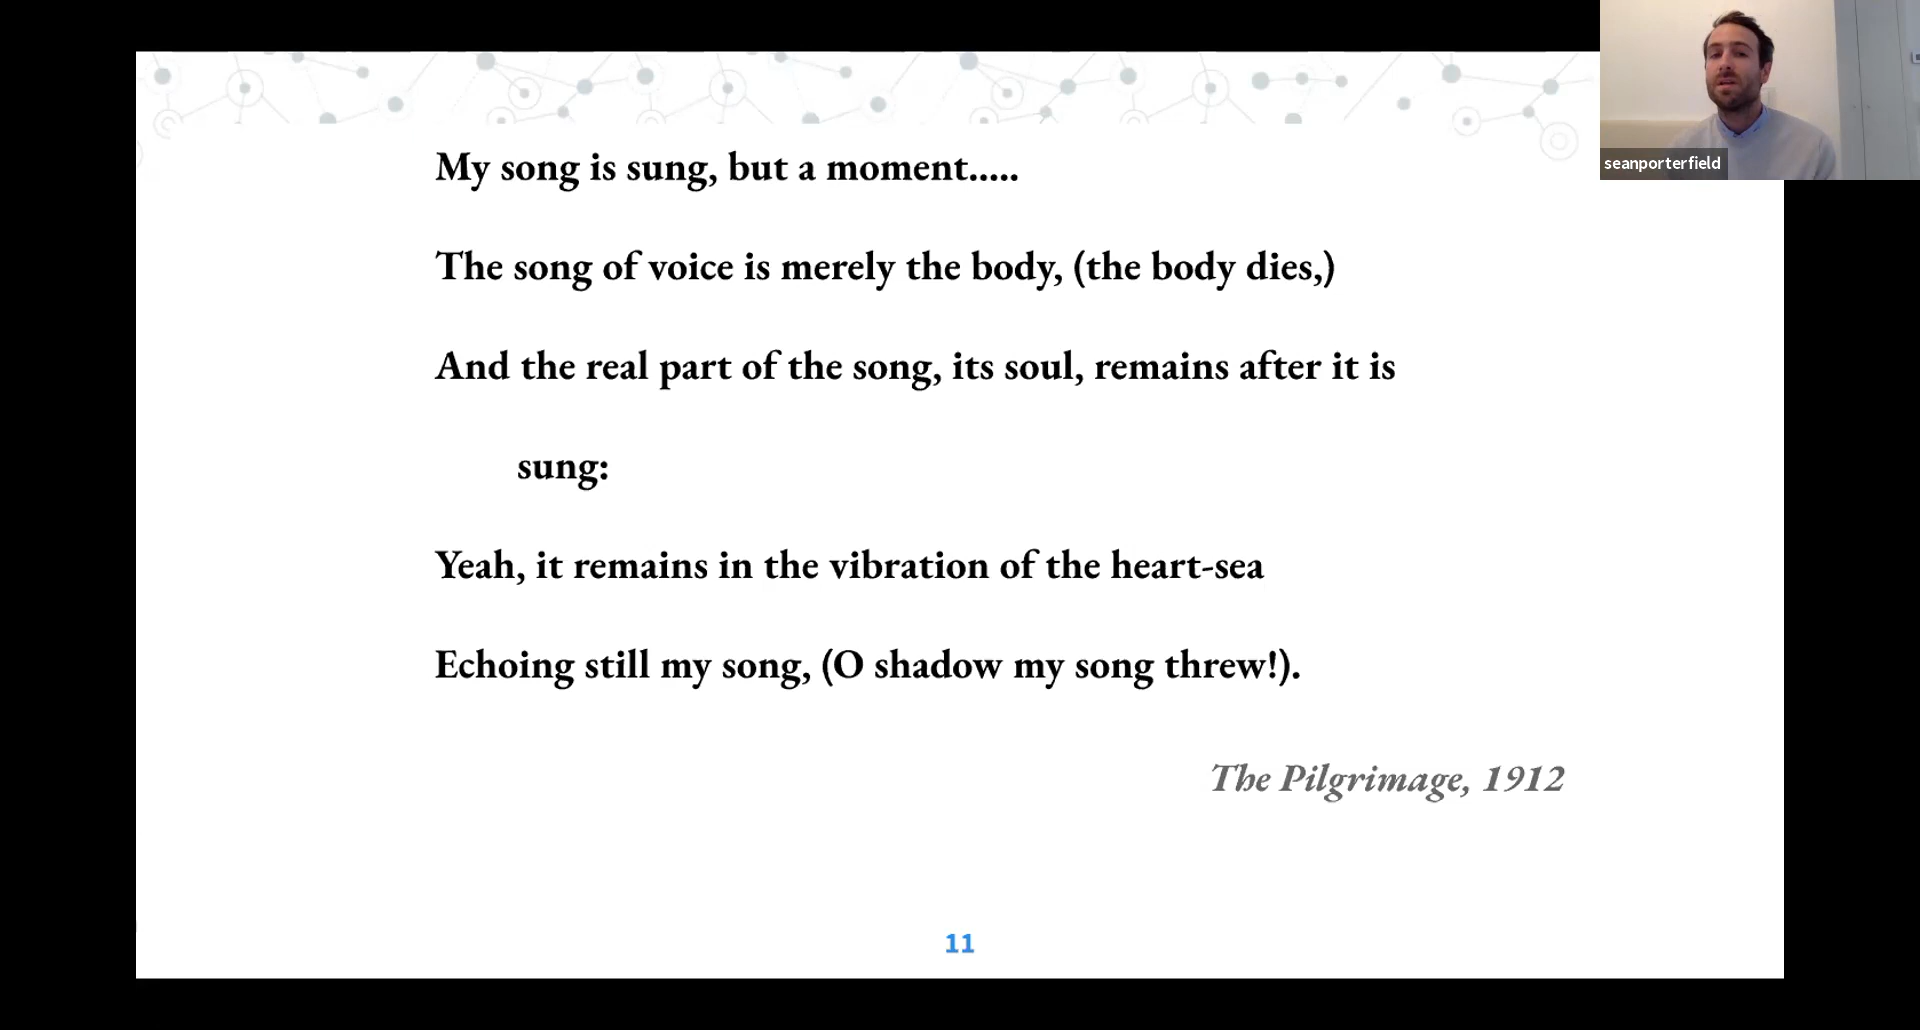 My song is sung, but a moment.....
The song of voice is merely the body, (the body dies,)
And the real part of the song, its soul, remains after it is
sung:
Yeah, it remains in the vibration of the heart-sea
Echoing still my song, (O shadow my song threw!).
The Pilgrimage, 1912
11
seanporterfield